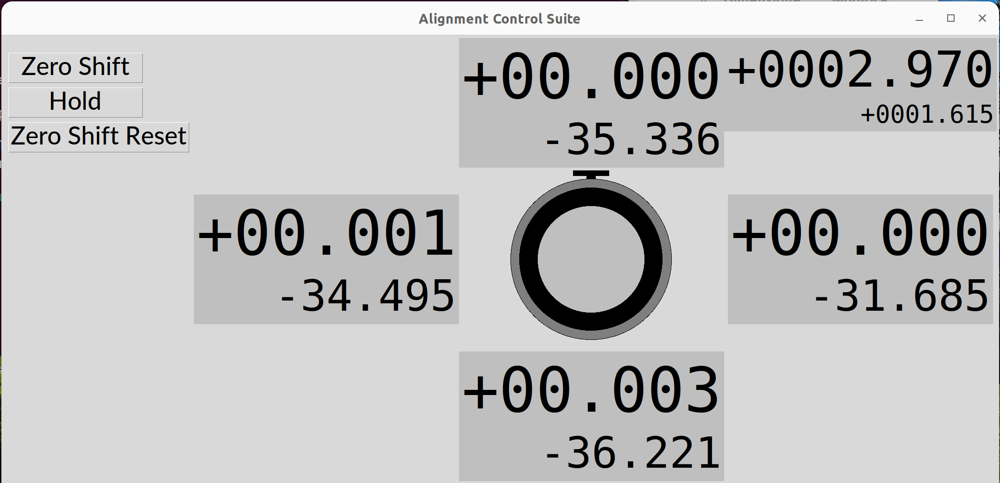 Alignment Control Suite
Zero Shift
Hold
Zero Shift Reset
+00.000
-35.336
+0002.970
+0001.615
+00.001
-34.495
+00.000
-31.685
+00.003
-36.221